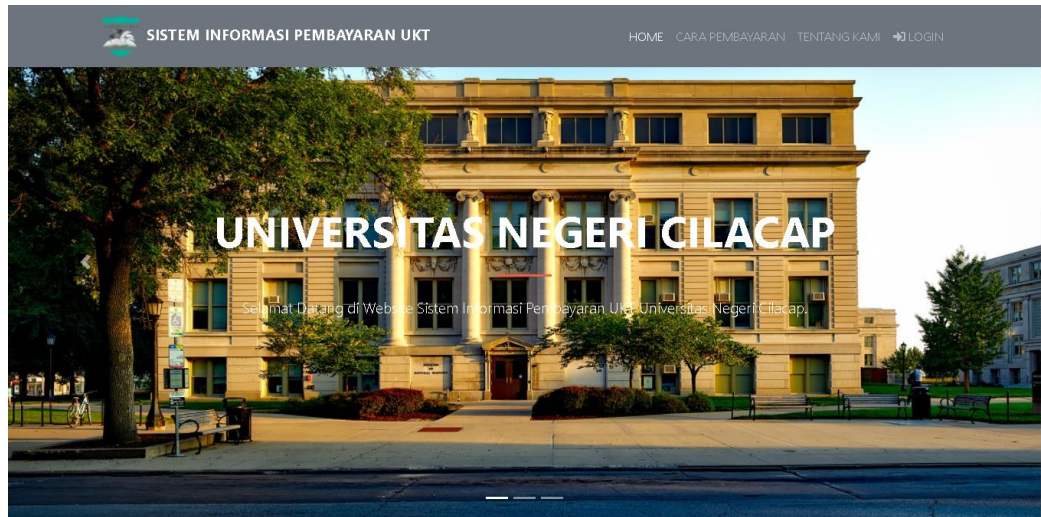 SISTEM INFORMASI PEMBAYARAN UKT
HOME CARA PEMBAYARAN TENTANG KAMI LOGIN
UNIVERSITAS NEGERI CILACAP
Selamat Datang di Website Sistem Informasi Pembayaran UKT Universitas Negeri Cilacap.